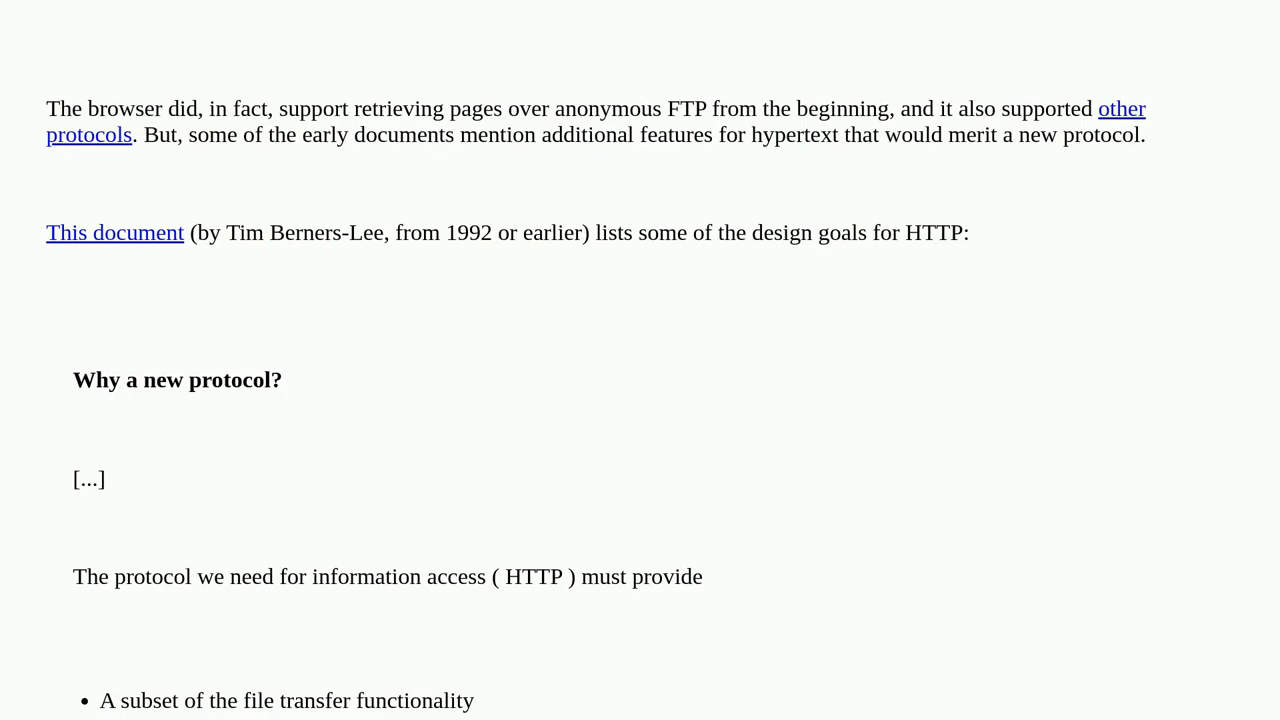 The browser did, in fact, support retrieving pages over anonymous FTP from the beginning, and it also supported other
protocols. But, some of the early documents mention additional features for hypertext that would merit a new protocol.
This document (by Tim Berners-Lee, from 1992 or earlier) lists some of the design goals for HTTP:
Why a new protocol?
[...]
The protocol we need for information access ( HTTP ) must provide
• A subset of the file transfer functionality